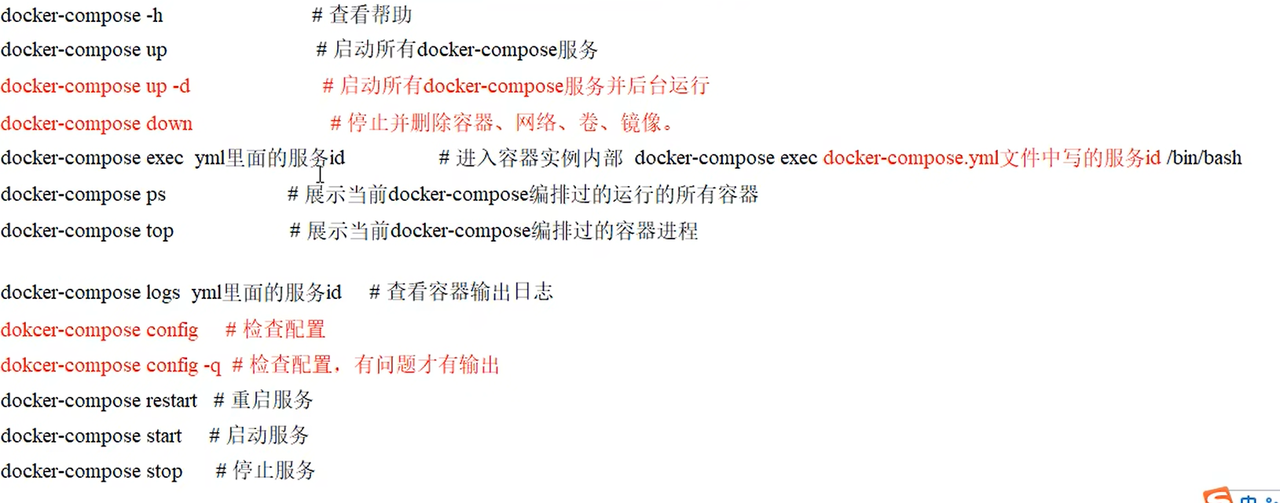 docker-compose -h # 查看帮助
docker-compose up # 启动所有docker-compose服务
docker-compose up -d # 启动所有docker-compose服务并后台运行
docker-compose down # 停止并删除容器、网络、卷、镜像。
docker-compose exec yml里面的服务id # 进入容器实例内部 docker-compose exec docker-compose.yml文件中写的服务id /bin/bash
docker-compose ps # 展示当前docker-compose编排过的运行的所有容器
docker-compose top # 展示当前docker-compose编排过的容器进程
docker-compose logs yml里面的服务id # 查看容器输出日志
dokcer-compose config # 检查配置
dokcer-compose config -q # 检查配置，有问题才有输出
docker-compose restart # 重启服务
docker-compose start # 启动服务
docker-compose stop # 停止服务